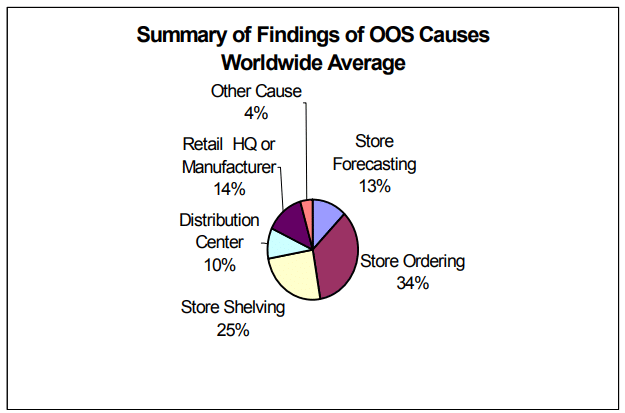 Summary of Findings of OOS Causes
Worldwide Average
Other Cause
4%
Retail HQ or
Manufacturer
14%
Store
Forecasting
13%
Distribution
Center
10%
Store Ordering
34%
Store Shelving
25%